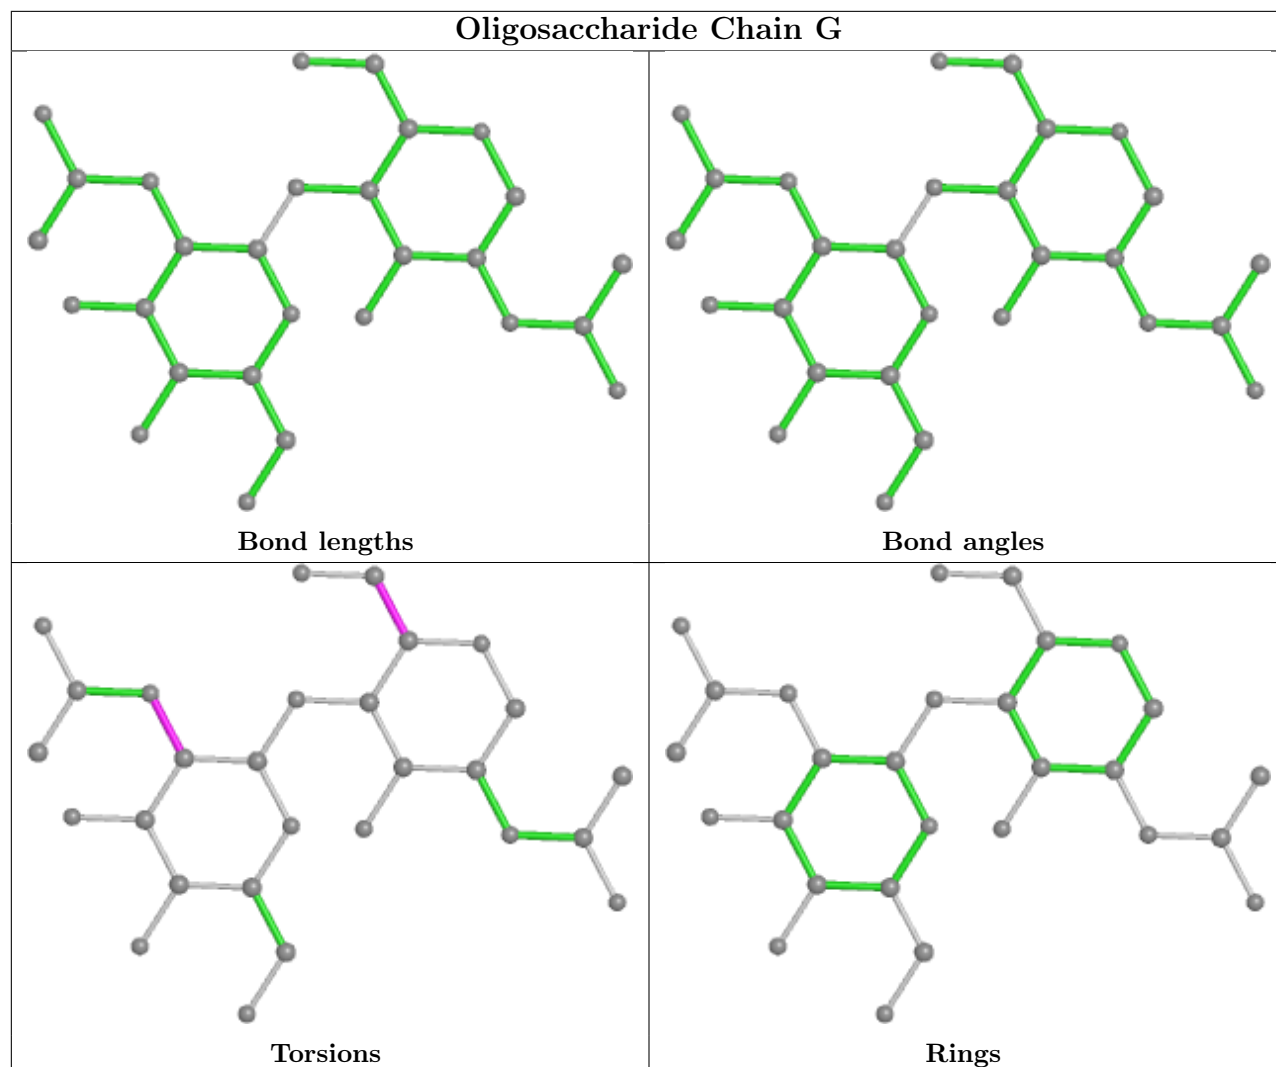 Oligosaccharide Chain G
Bond lengths
Bond angles
Torsions
Rings